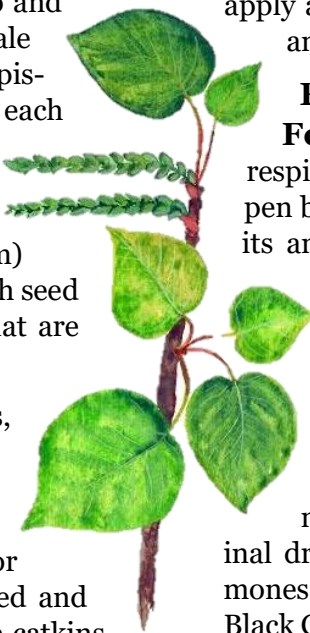 and
ale
pis-
each
h seed
at are
s,
or
ed and
catkins
apply a
an
Fo
respi
pen b
its an
inal dr
mones
Black C